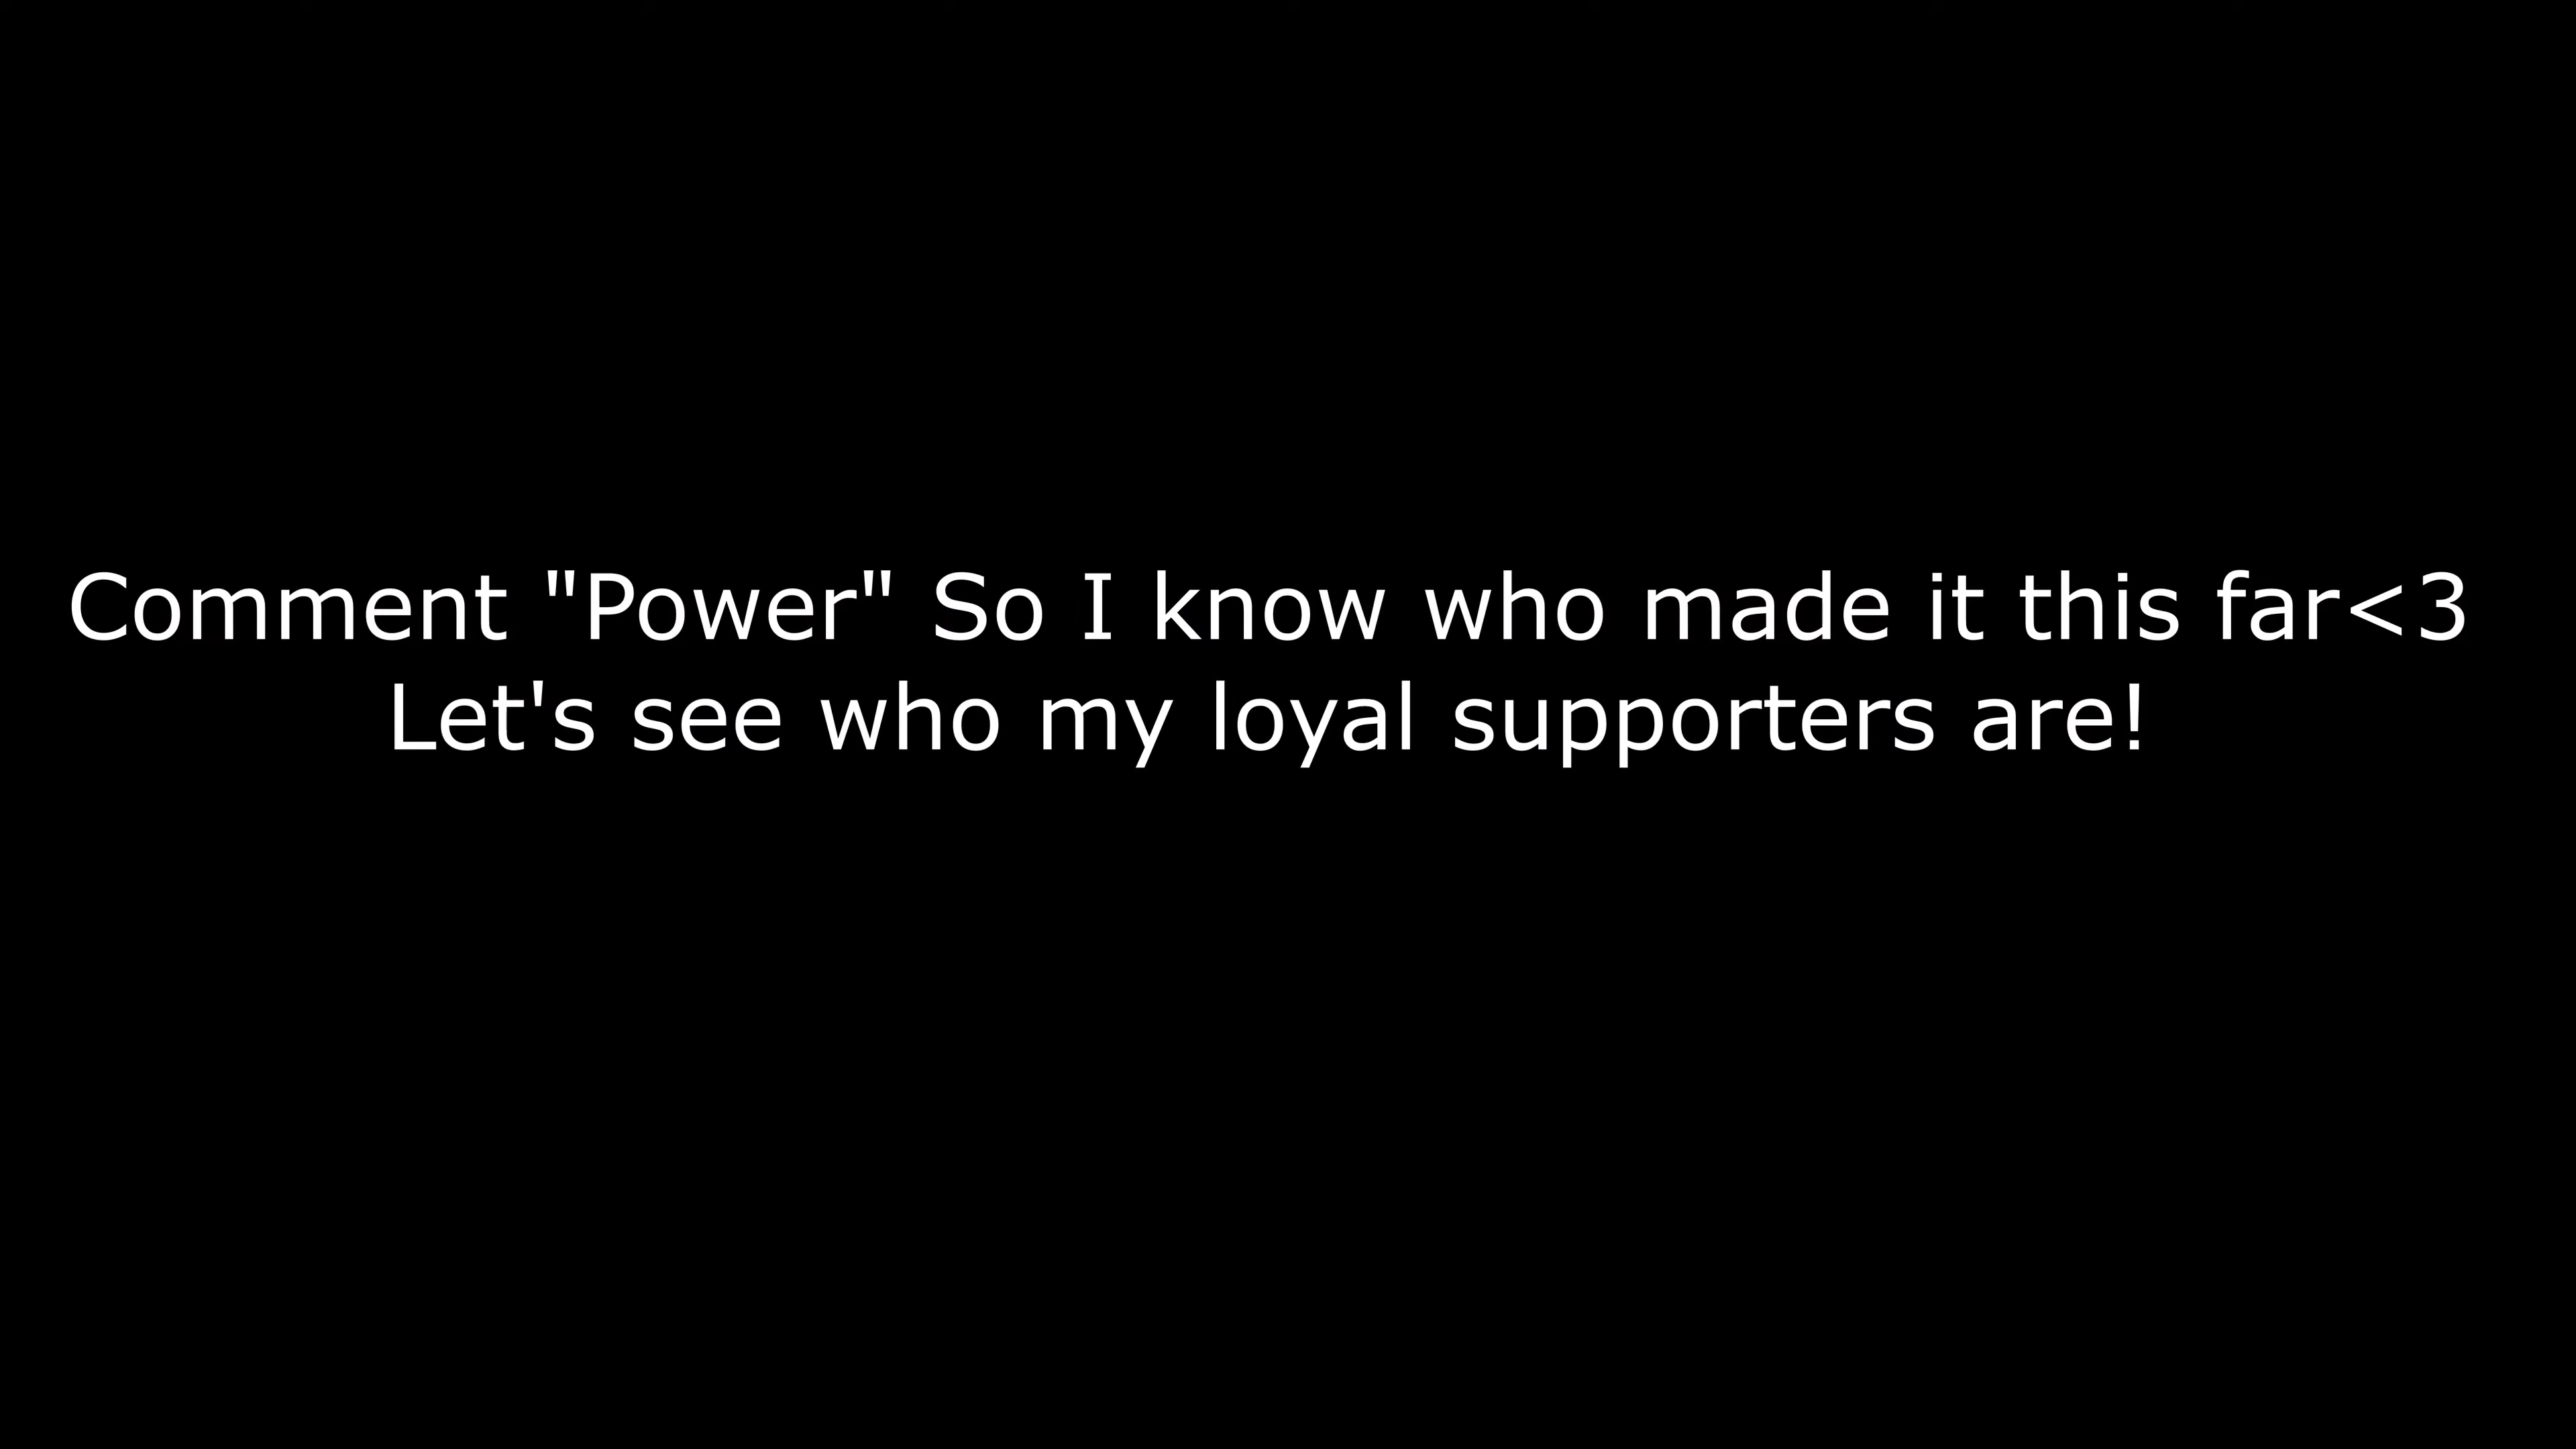 Comment "Power" So I know who made it this far<3
Let's see who my loyal supporters are!